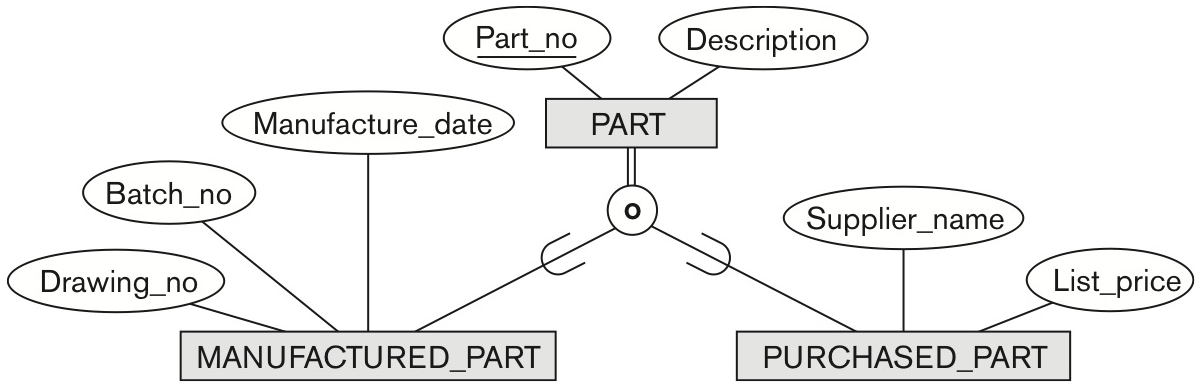 Part_no
Description
Manufacture_date
PART
Batch_no
o
Supplier_name
Drawing_no
List_price
MANUFACTURED_PART
PURCHASED_PART